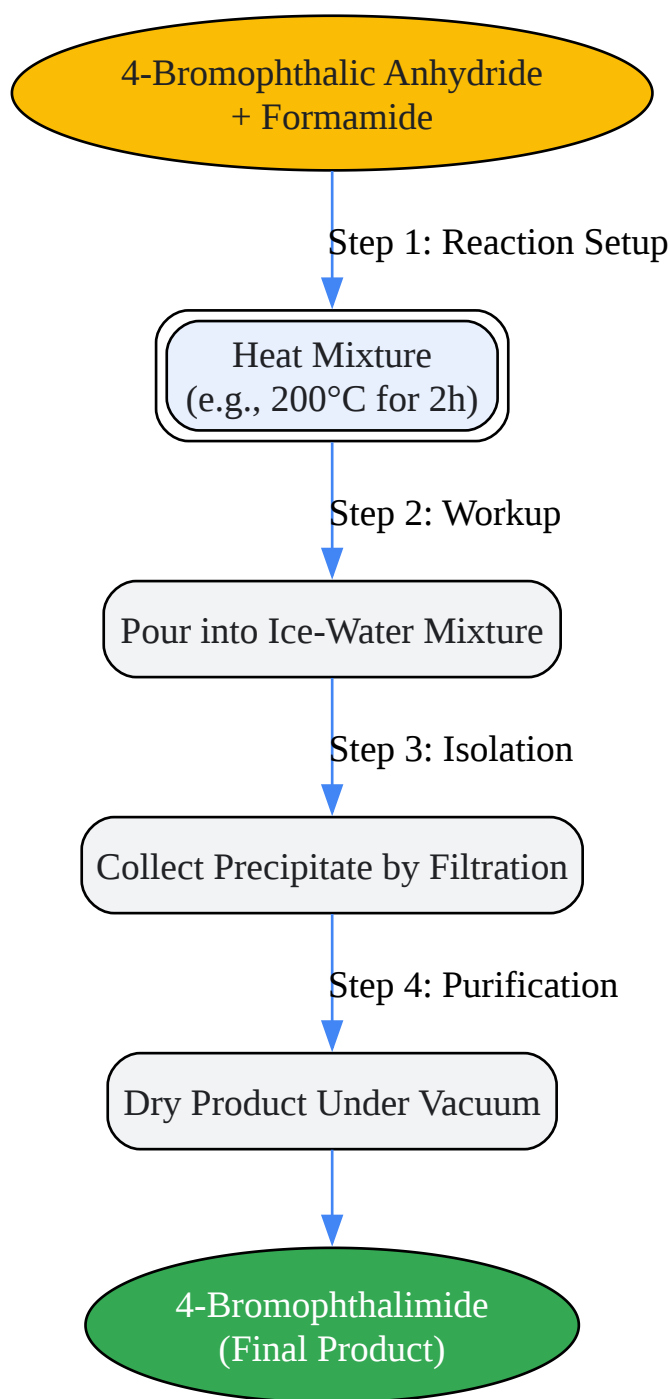 4-Bromophthalic Anhydride
+ Formamide
Step 1: Reaction Setup
Heat Mixture
(e.g., 200°C for 2h)
Step 2: Workup
Pour into Ice-Water Mixture
Step 3: Isolation
Collect Precipitate by Filtration
Step 4: Purification
Dry Product Under Vacuum
4-Bromophthalimide
(Final Product)